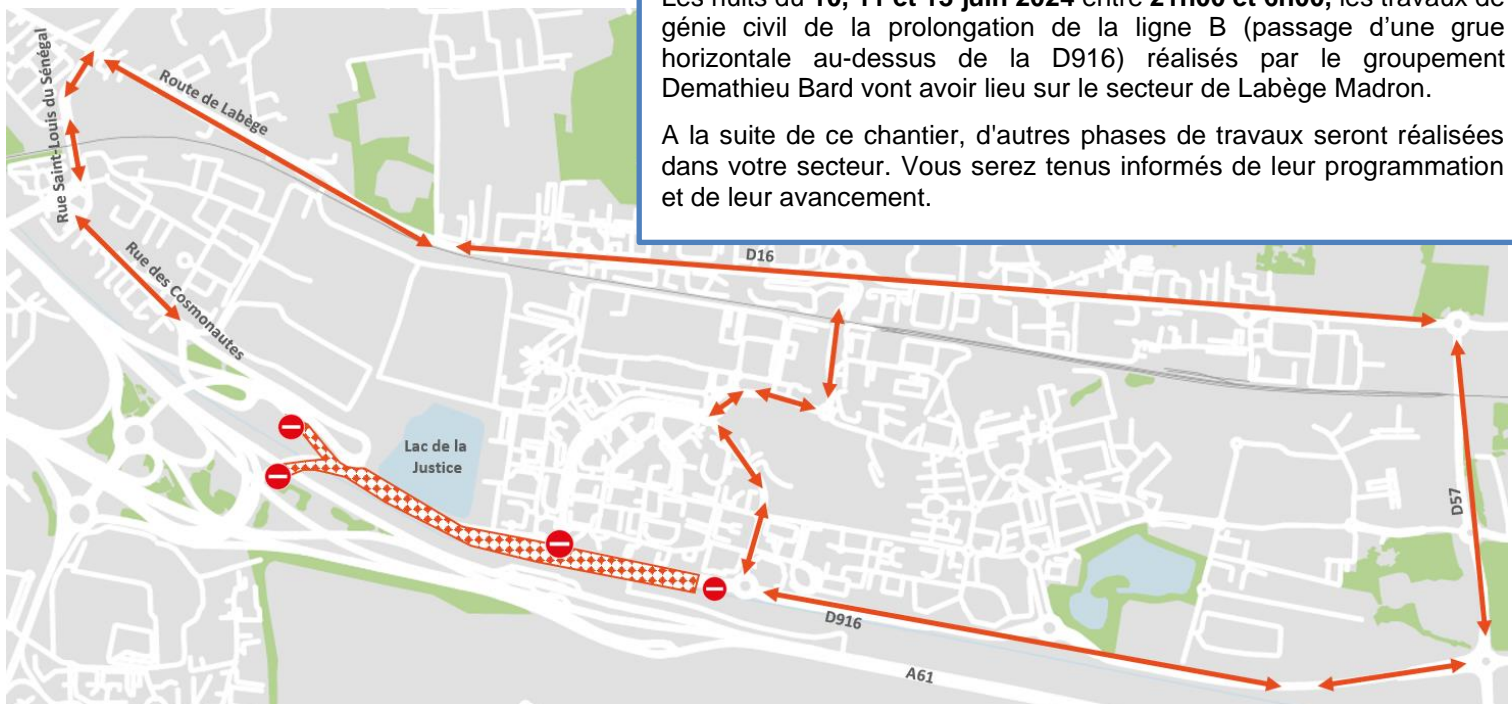 Les nuits du 10, 11 et juin 2024 entre 21h00 et 6h00, les travaux de
génie civil de la prolongation de la ligne B (passage d'une grue
horizontale au-dessus de la D916) réalisés par le groupement
Demathieu Bard vont avoir lieu sur le secteur de Labège Madron.
A la suite de ce chantier, d'autres phases de travaux seront réalisées
dans votre secteur. Vous serez tenus informés de leur programmation
et de leur avancement.
Rue Saint-Louis du Sénégal
Route de Labège
D16
Rue des Cosmonautes
Lac de la
Justice
D57
D916
A61